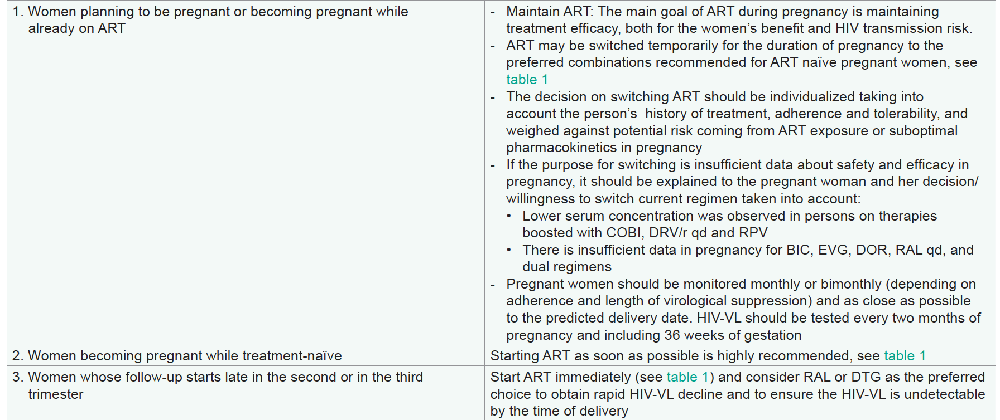 1. Women planning to be pregnant or becoming pregnant while
already on ART
- Maintain ART: The main goal of ART during pregnancy is maintaining
treatment efficacy, both for the women’s benefit and HIV transmission risk.
- ART may be switched temporarily for the duration of pregnancy to the
preferred combinations recommended for ART naïve pregnant women, see
table 1
- The decision on switching ART should be individualized taking into
account the person’s history of treatment, adherence and tolerability, and
weighed against potential risk coming from ART exposure or suboptimal
pharmacokinetics in pregnancy
- If the purpose for switching is insufficient data about safety and efficacy in
pregnancy, it should be explained to the pregnant woman and her decision/
willingness to switch current regimen taken into account:
• Lower serum concentration was observed in persons on therapies
boosted with COBI, DRV/r qd and RPV
• There is insufficient data in pregnancy for BIC, EVG, DOR, RAL qd, and
dual regimens
- Pregnant women should be monitored monthly or bimonthly (depending on
adherence and length of virological suppression) and as close as possible
to the predicted delivery date. HIV-VL should be tested every two months of
pregnancy and including 36 weeks of gestation
2. Women becoming pregnant while treatment-naïve
Starting ART as soon as possible is highly recommended, see table 1
3. Women whose follow-up starts late in the second or in the third
trimester
Start ART immediately (see table 1) and consider RAL or DTG as the preferred
choice to obtain rapid HIV-VL decline and to ensure the HIV-VL is undetectable
by the time of delivery